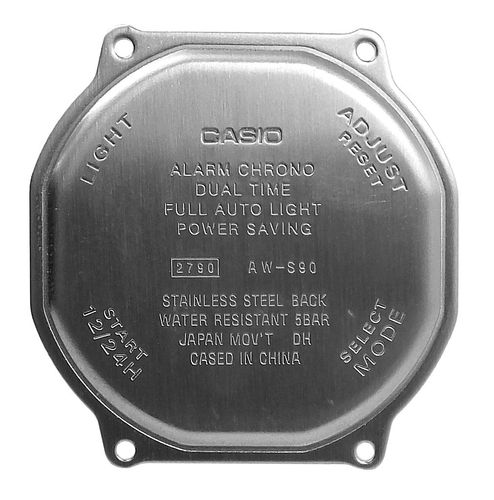 LIGHT
ADJUST
RESET
CASIO
ALARM CHRONO
DUAL TIME
FULL AUTO LIGHT
POWER SAVING
2790 AW-S90
STAINLESS STEEL BACK
WATER RESISTANT 5BAR
JAPAN MOV'T DH
CASED IN CHINA
START
12/24H
SELECT
MODE